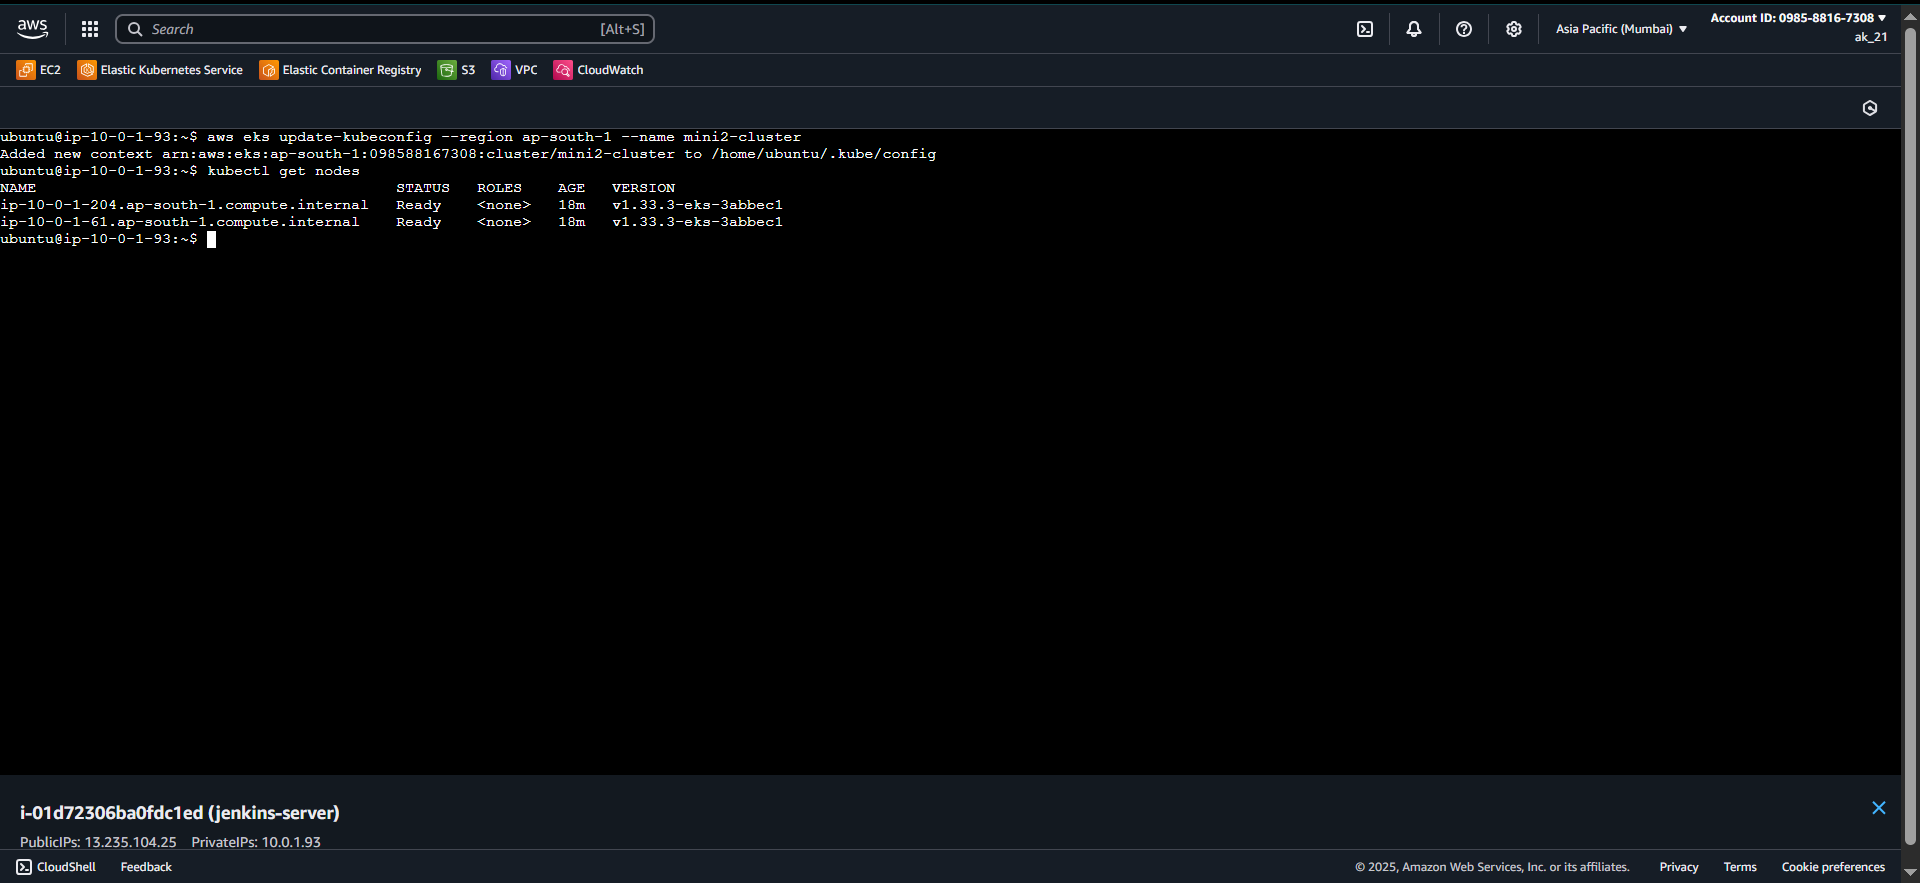 aws
Search [Alt+S]
Asia Pacific (Mumbai)
Account ID: 0985-8816-7308
ak_21
EC2 Elastic Kubernetes Service Elastic Container Registry S3 VPC CloudWatch
ubuntu@ip-10-0-1-93:~$ aws eks update-kubeconfig --region ap-south-1 --name mini2-cluster
Added new context arn:aws:eks:ap-south-1:098588167308:cluster/mini2-cluster to /home/ubuntu/.kube/config
ubuntu@ip-10-0-1-93:~$ kubectl get nodes
NAME STATUS ROLES AGE VERSION
ip-10-0-1-204.ap-south-1.compute.internal Ready <none> 18m v1.33.3-eks-3abbec1
ip-10-0-1-61.ap-south-1.compute.internal Ready <none> 18m v1.33.3-eks-3abbec1
ubuntu@ip-10-0-1-93:~$
i-01d72306ba0fdc1ed (jenkins-server)
PublicIPs: 13.235.104.25 PrivateIPs: 10.0.1.93
CloudShell Feedback © 2025, Amazon Web Services, Inc. or its affiliates. Privacy Terms Cookie preferences